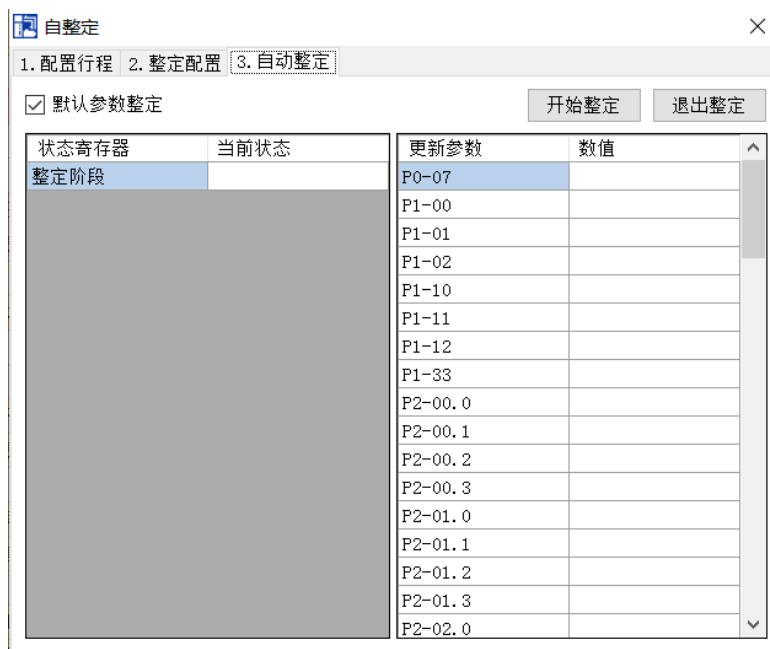 自整定
1.配置行程 2.整定配置 3.自动整定
默认参数整定 开始整定 退出整定
状态寄存器 当前状态 更新参数 数值
整定阶段 P0-07
P1-00
P1-01
P1-02
P1-10
P1-11
P1-12
P1-33
P2-00.0
P2-00.1
P2-00.2
P2-00.3
P2-01.0
P2-01.1
P2-01.2
P2-01.3
P2-02.0